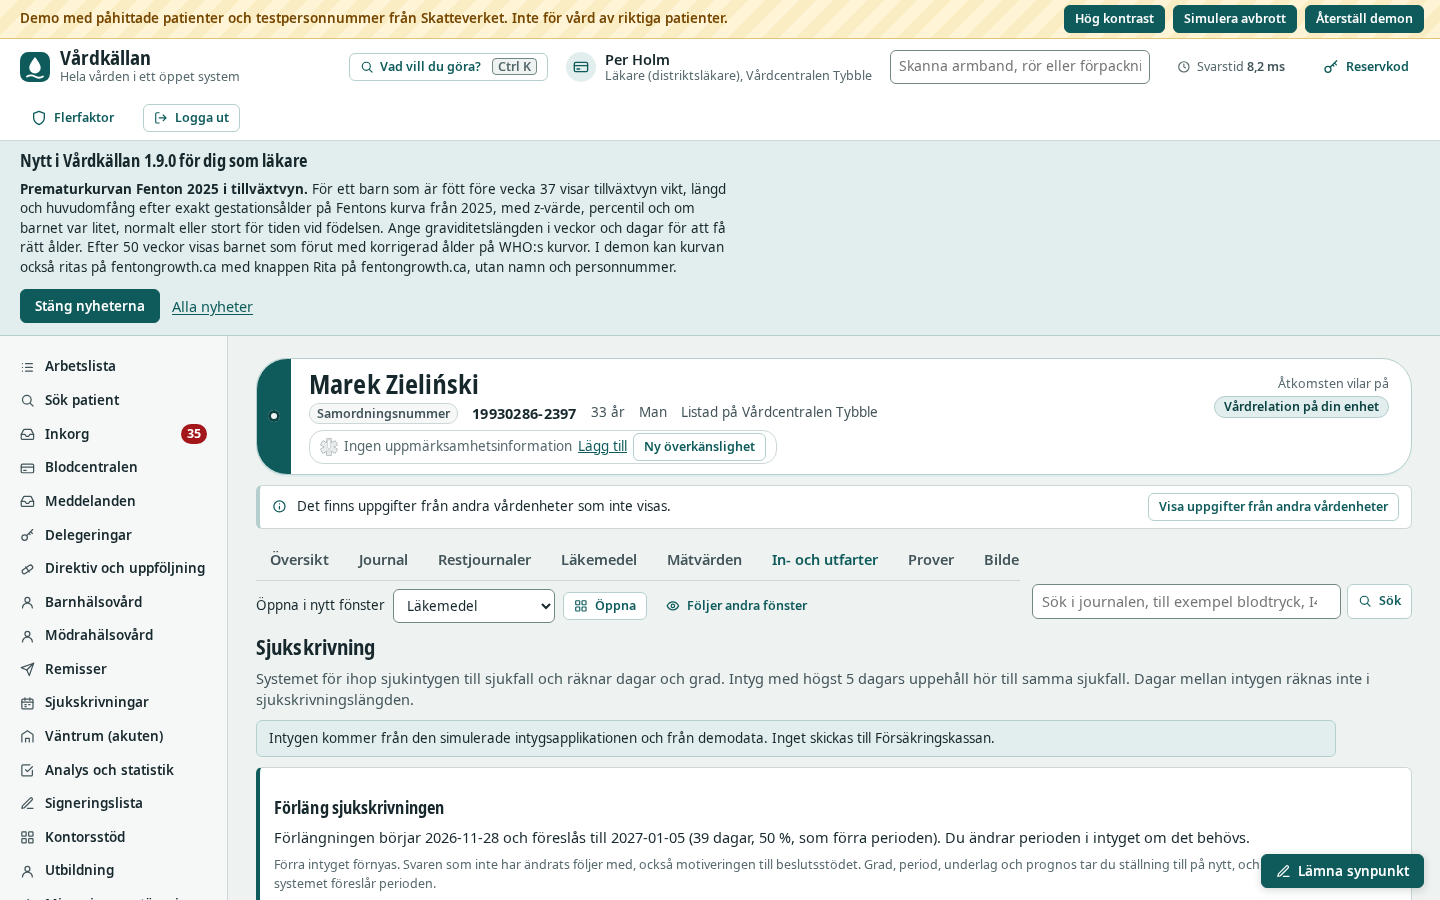 Demo med påhittade patienter och testpersonnummer från Skatteverket. Inte för vård av riktiga patienter.
Hög kontrast
Simulera avbrott
Återställ demon
Vårdkällan
Hela vården i ett öppet system
Vad vill du göra? Ctrl K
Per Holm
Läkare (distriktsläkare), Vårdcentralen Tybble
Skanna armband, rör eller förpackni
Svarstid 8,2 ms
Reservkod
Flerfaktor
Logga ut
Nytt i Vårdkällan 1.9.0 för dig som läkare
Prematurkurvan Fenton 2025 i tillväxtvyn. För ett barn som är fött före vecka 37 visar tillväxtvyn vikt, längd
och huvudomfång efter exakt gestationsålder på Fentons kurva från 2025, med z-värde, percentil och om
barnet var litet, normalt eller stort för tiden vid födelsen. Ange graviditetslängden i veckor och dagar för att få
rätt ålder. Efter 50 veckor visas barnet som förut med korrigerad ålder på WHO:s kurvor. I demon kan kurvan
också ritas på fentongrowth.ca med knappen Rita på fentongrowth.ca, utan namn och personnummer.
Stäng nyheterna
Alla nyheter
Arbetslista
Sök patient
Inkorg 35
Blodcentralen
Meddelanden
Delegeringar
Direktiv och uppföljning
Barnhälsovård
Mödrahälsovård
Remisser
Sjukskrivningar
Väntrum (akuten)
Analys och statistik
Signeringslista
Kontorsstöd
Utbildning
Marek Zieliński
Samordningsnummer 19930286-2397 33 år Man Listad på Vårdcentralen Tybble
Ingen uppmärksamhetsinformation Lägg till Ny överkänslighet
Åtkomsten vilar på
Vårdrelation på din enhet
Det finns uppgifter från andra vårdenheter som inte visas.
Visa uppgifter från andra vårdenheter
Översikt Journal Restjournaler Läkemedel Mätvärden In- och utfarter Prover Bilde
Öppna i nytt fönster Läkemedel Öppna Följer andra fönster
Sök i journalen, till exempel blodtryck, I4 Sök
Sjukskrivning
Systemet för ihop sjukintygen till sjukfall och räknar dagar och grad. Intyg med högst 5 dagars uppehåll hör till samma sjukfall. Dagar mellan intygen räknas inte i
sjukskrivningslängden.
Intygen kommer från den simulerade intygsapplikationen och från demodata. Inget skickas till Försäkringskassan.
Förläng sjukskrivningen
Förlängningen börjar 2026-11-28 och föreslås till 2027-01-05 (39 dagar, 50 %, som förra perioden). Du ändrar perioden i intyget om det behövs.
Förra intyget förnyas. Svaren som inte har ändrats följer med, också motiveringen till beslutsstödet. Grad, period, underlag och prognos tar du ställning till på nytt, och
systemet föreslår perioden.
Lämna synpunkt